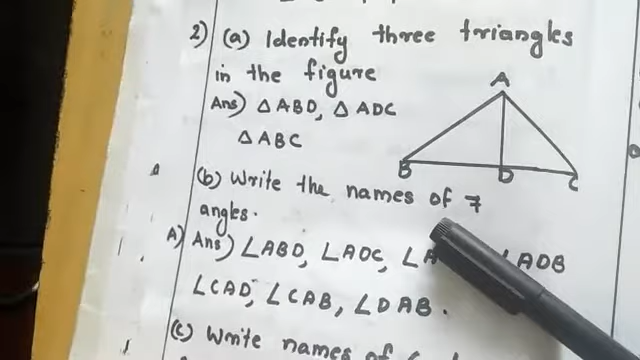 2) (a) Identify three triangles
in the figure
Ans) △ABD, △ADC
△ABC
A
B
D
C
(b) Write the names of 7
angles.
A) Ans) ∠ABD, ∠ADC, ∠ADB
∠CAD, ∠CAB, ∠DAB.
(c) Write names of